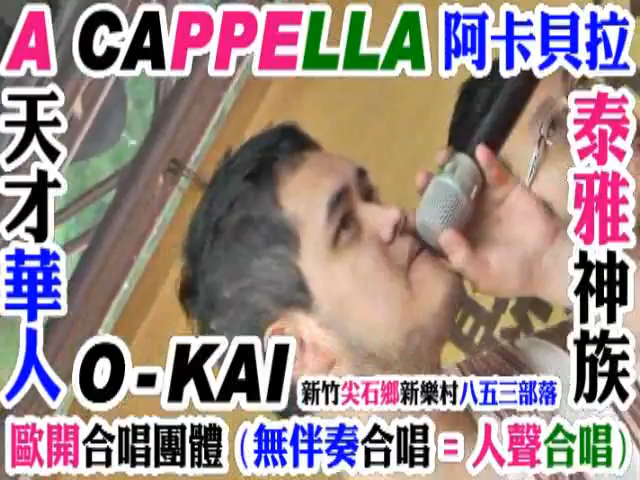 A CAPPELLA 阿卡貝拉
天才華人
泰雅神族
O-KAI 新竹尖石鄉新樂村八五三部落
歐開合唱團體(無伴奏合唱=人聲合唱)